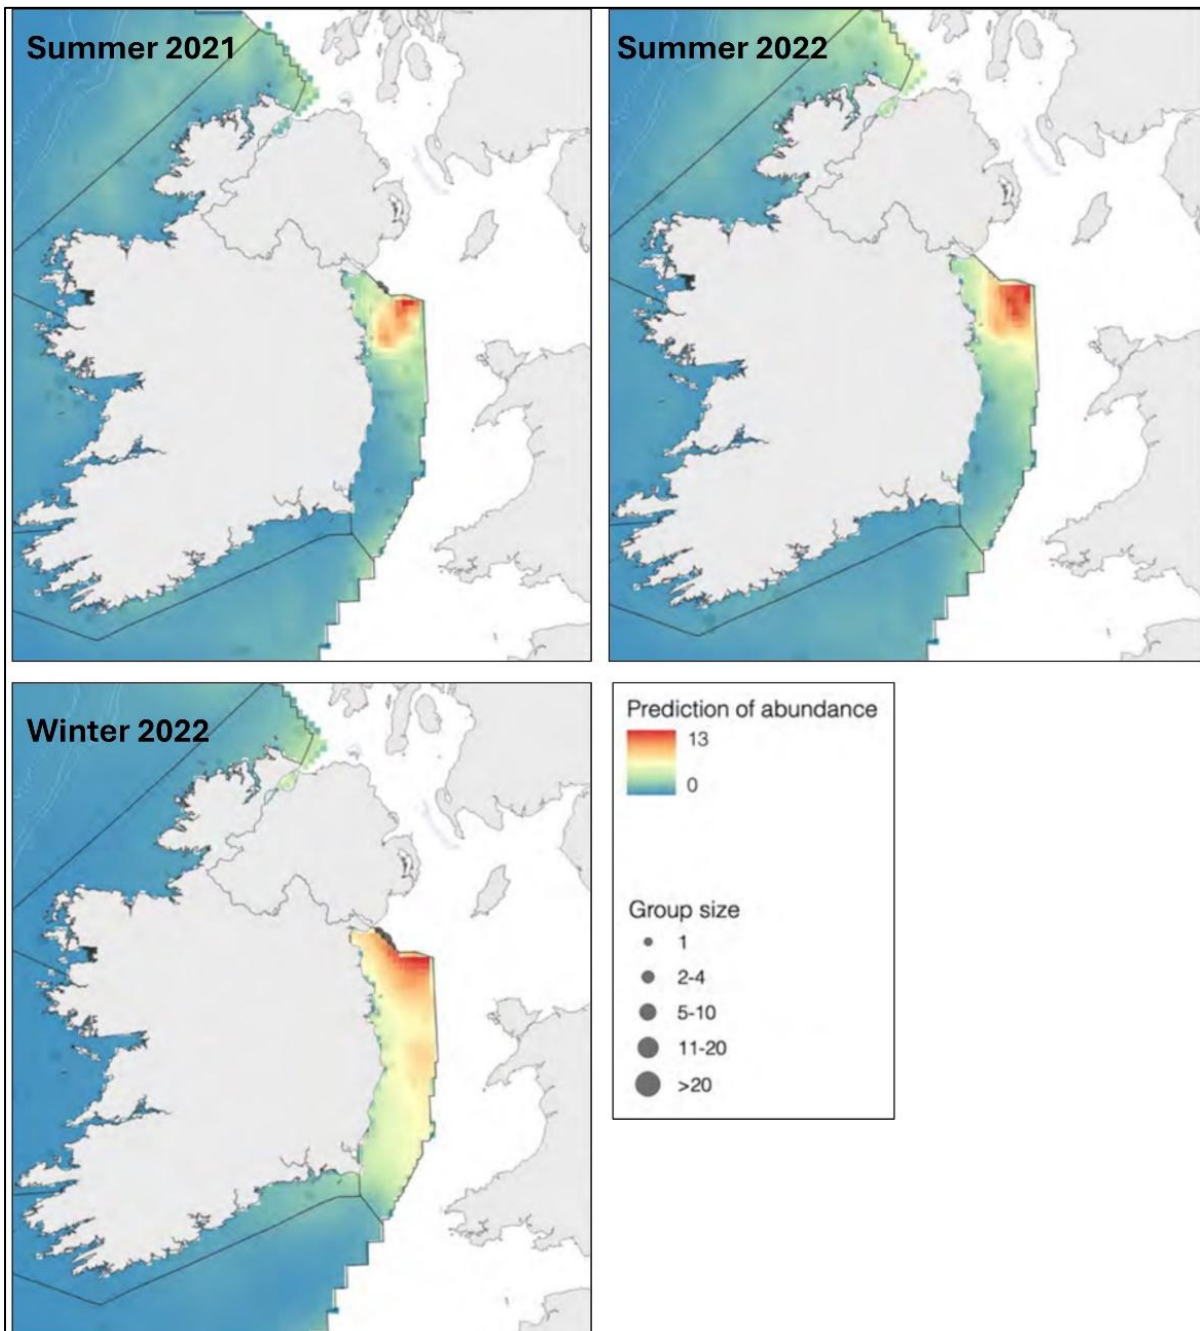 Summer 2021
Summer 2022
Winter 2022
Prediction of abundance
13
0
Group size
1
2-4
5-10
11-20
>20